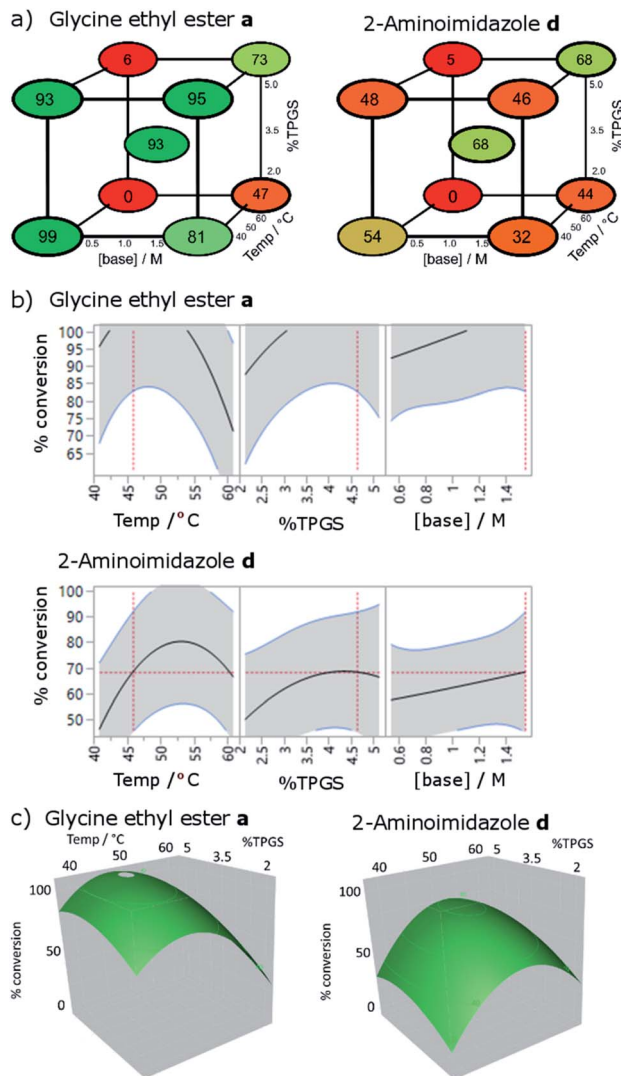 a) Glycine ethyl ester a
2-Aminoimidazole d
6
73
93
95
5.0
93
3.5
%TPGS
2.0
0
47
60
50
40
Temp / °C
99
0.5
1.0
1.5
81
[base] / M
5
68
48
46
5.0
68
3.5
%TPGS
2.0
0
44
60
50
40
Temp / °C
54
0.5
1.0
1.5
32
[base] / M
b) Glycine ethyl ester a
% conversion
100
95
90
85
80
75
70
65
40 45 50 55 60
2 2.5 3 3.5 4 4.5 5
0.6 0.8 1 1.2 1.4
Temp / °C
%TPGS
[base] / M
2-Aminoimidazole d
% conversion
100
90
80
70
60
50
40 45 50 55 60
2 2.5 3 3.5 4 4.5 5
0.6 0.8 1 1.2 1.4
Temp / °C
%TPGS
[base] / M
c) Glycine ethyl ester a
2-Aminoimidazole d
Temp / °C
%TPGS
40 50 60 5 3.5 2
100
50
0
% conversion
%TPGS
40 50 60 5 3.5 2
100
50
0
% conversion